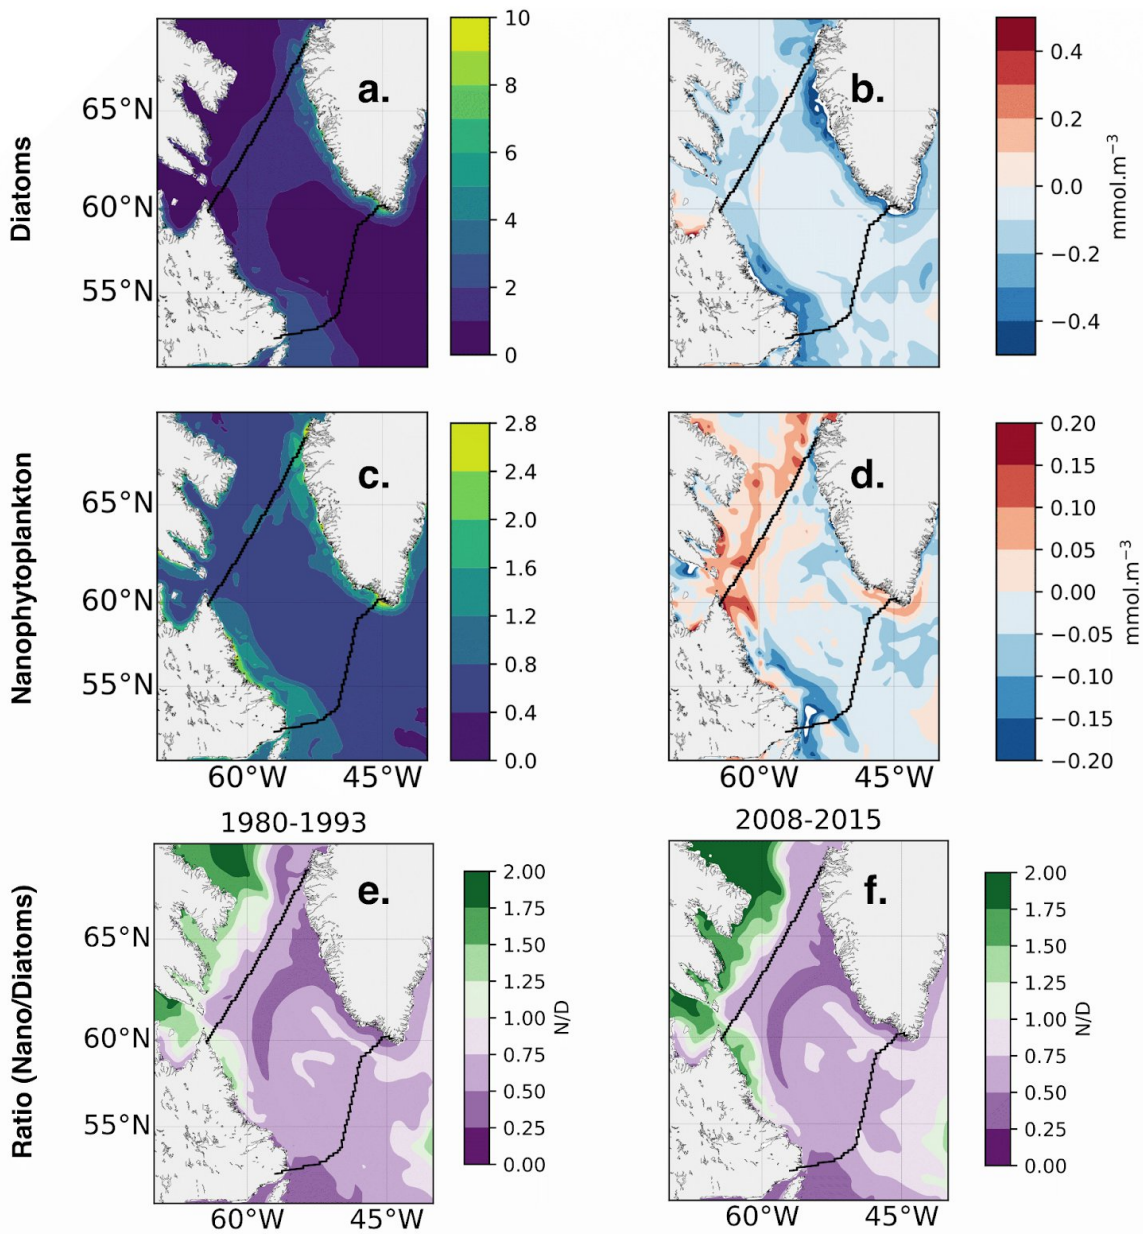 Diatoms
65°N
60°N
55°N
a.
10
8
6
4
2
0
b.
0.4
0.2
0.0
−0.2
−0.4
mmol.m⁻³
Nanophytoplankton
65°N
60°N
55°N
60°W
45°W
c.
2.8
2.4
2.0
1.6
1.2
0.8
0.4
0.0
d.
60°W
45°W
0.20
0.15
0.10
0.05
0.00
−0.05
−0.10
−0.15
−0.20
mmol.m⁻³
Ratio (Nano/Diatoms)
1980-1993
65°N
60°N
55°N
60°W
45°W
e.
2.00
1.75
1.50
1.25
1.00
0.75
0.50
0.25
0.00
N/D
2008-2015
f.
60°W
45°W
2.00
1.75
1.50
1.25
1.00
0.75
0.50
0.25
0.00
N/D